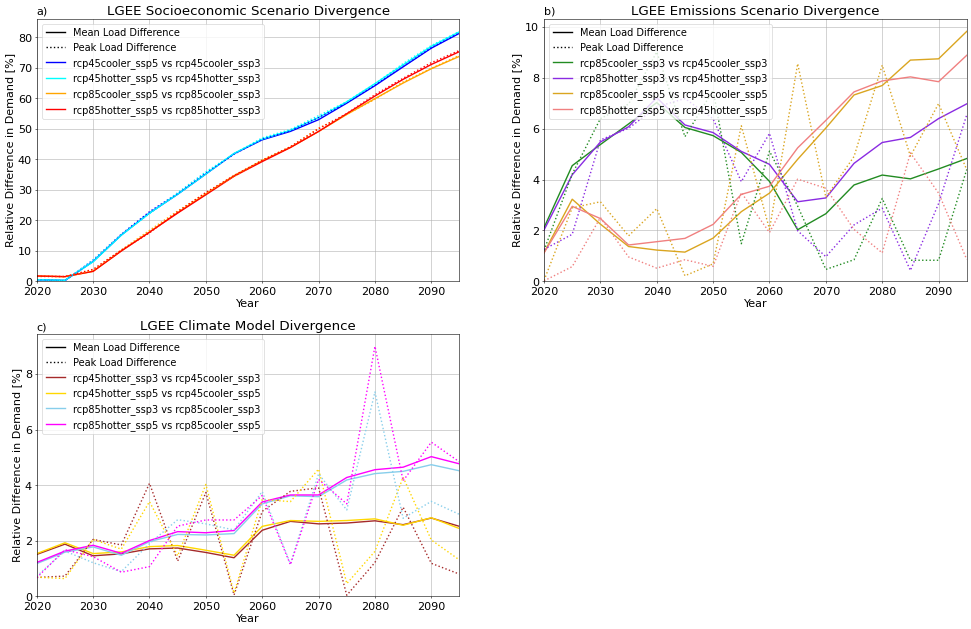 a)
LGEE Socioeconomic Scenario Divergence
Relative Difference in Demand [%]
80
70
60
50
40
30
20
10
0
Mean Load Difference
Peak Load Difference
rcp45cooler_ssp5 vs rcp45cooler_ssp3
rcp45hotter_ssp5 vs rcp45hotter_ssp3
rcp85cooler_ssp5 vs rcp85cooler_ssp3
rcp85hotter_ssp5 vs rcp85hotter_ssp3
2020 2030 2040 2050 2060 2070 2080 2090
Year
b)
LGEE Emissions Scenario Divergence
Relative Difference in Demand [%]
10
8
6
4
2
0
Mean Load Difference
Peak Load Difference
rcp85cooler_ssp3 vs rcp45cooler_ssp3
rcp85hotter_ssp3 vs rcp45hotter_ssp3
rcp85cooler_ssp5 vs rcp45cooler_ssp5
rcp85hotter_ssp5 vs rcp45hotter_ssp5
2020 2030 2040 2050 2060 2070 2080 2090
Year
c)
LGEE Climate Model Divergence
Relative Difference in Demand [%]
8
6
4
2
0
Mean Load Difference
Peak Load Difference
rcp45hotter_ssp3 vs rcp45cooler_ssp3
rcp45hotter_ssp5 vs rcp45cooler_ssp5
rcp85hotter_ssp3 vs rcp85cooler_ssp3
rcp85hotter_ssp5 vs rcp85cooler_ssp5
2020 2030 2040 2050 2060 2070 2080 2090
Year